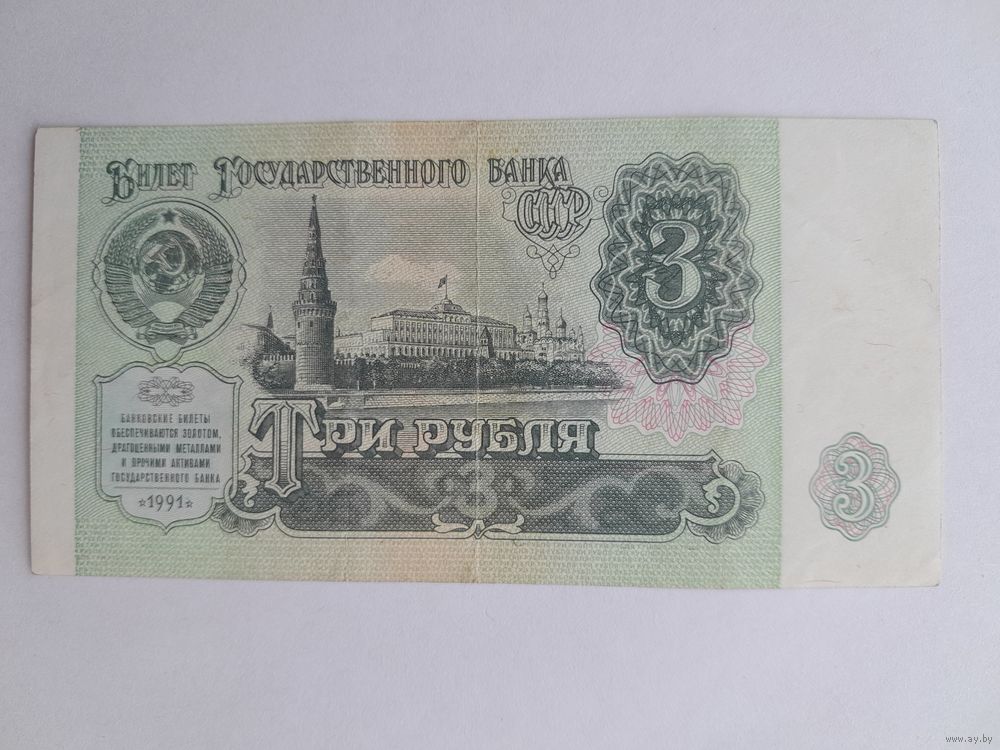 Билет Государственного Банка
СССР
3
Три рубля
БАНКОВСКИЕ БИЛЕТЫ
ОБЕСПЕЧИВАЮТСЯ ЗОЛОТОМ,
ДРАГОЦЕННЫМИ МЕТАЛЛАМИ
И ПРОЧИМИ АКТИВАМИ
ГОСУДАРСТВЕННОГО БАНКА
☆1991☆
3
3
www.ay.by